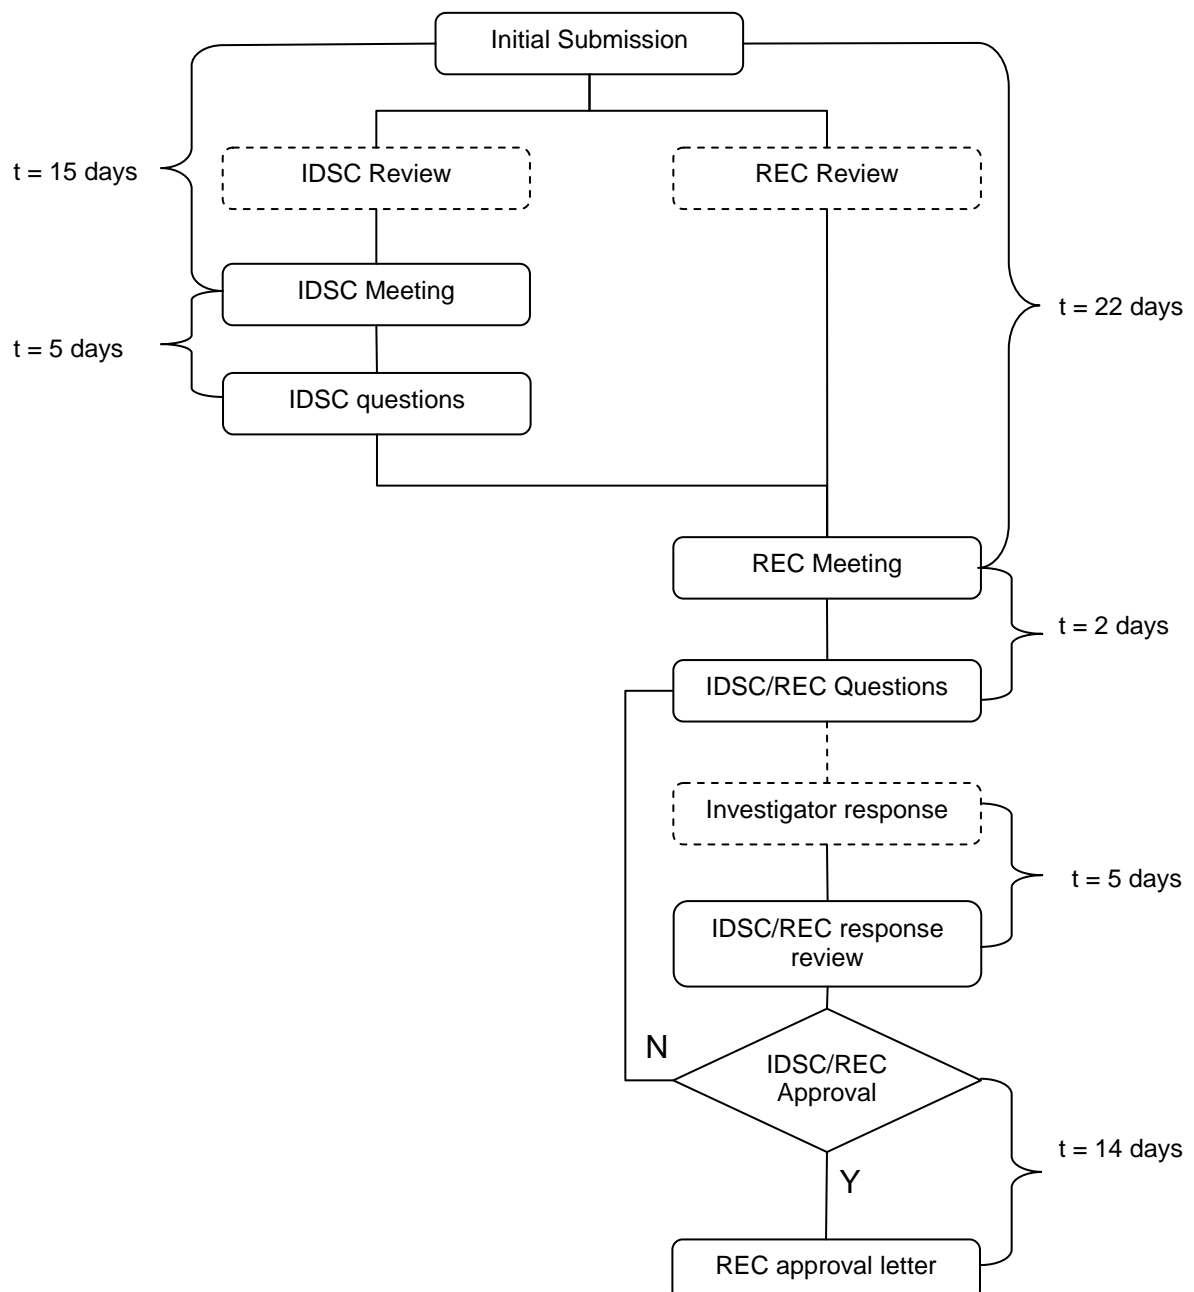 Initial Submission
t = 15 days
IDSC Review
REC Review
IDSC Meeting
t = 22 days
t = 5 days
IDSC questions
REC Meeting
t = 2 days
IDSC/REC Questions
Investigator response
t = 5 days
IDSC/REC response
review
N
IDSC/REC
Approval
t = 14 days
Y
REC approval letter